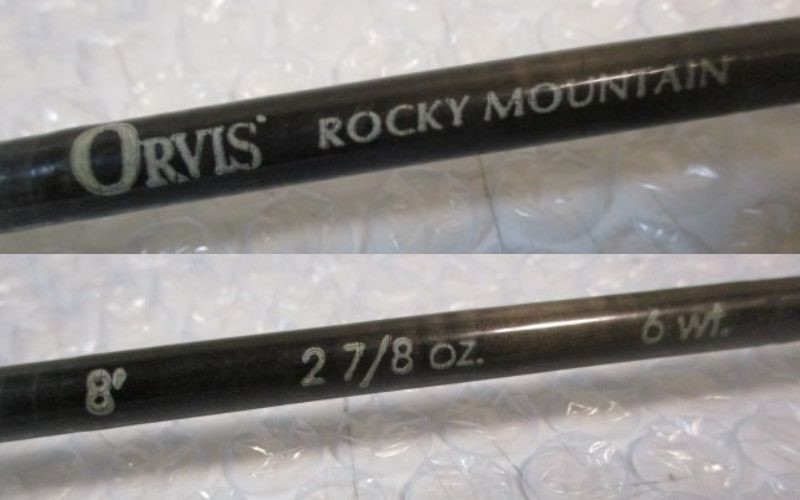 ORVIS ROCKY MOUNTAIN
8' 2 7/8 oz. 6 wt.